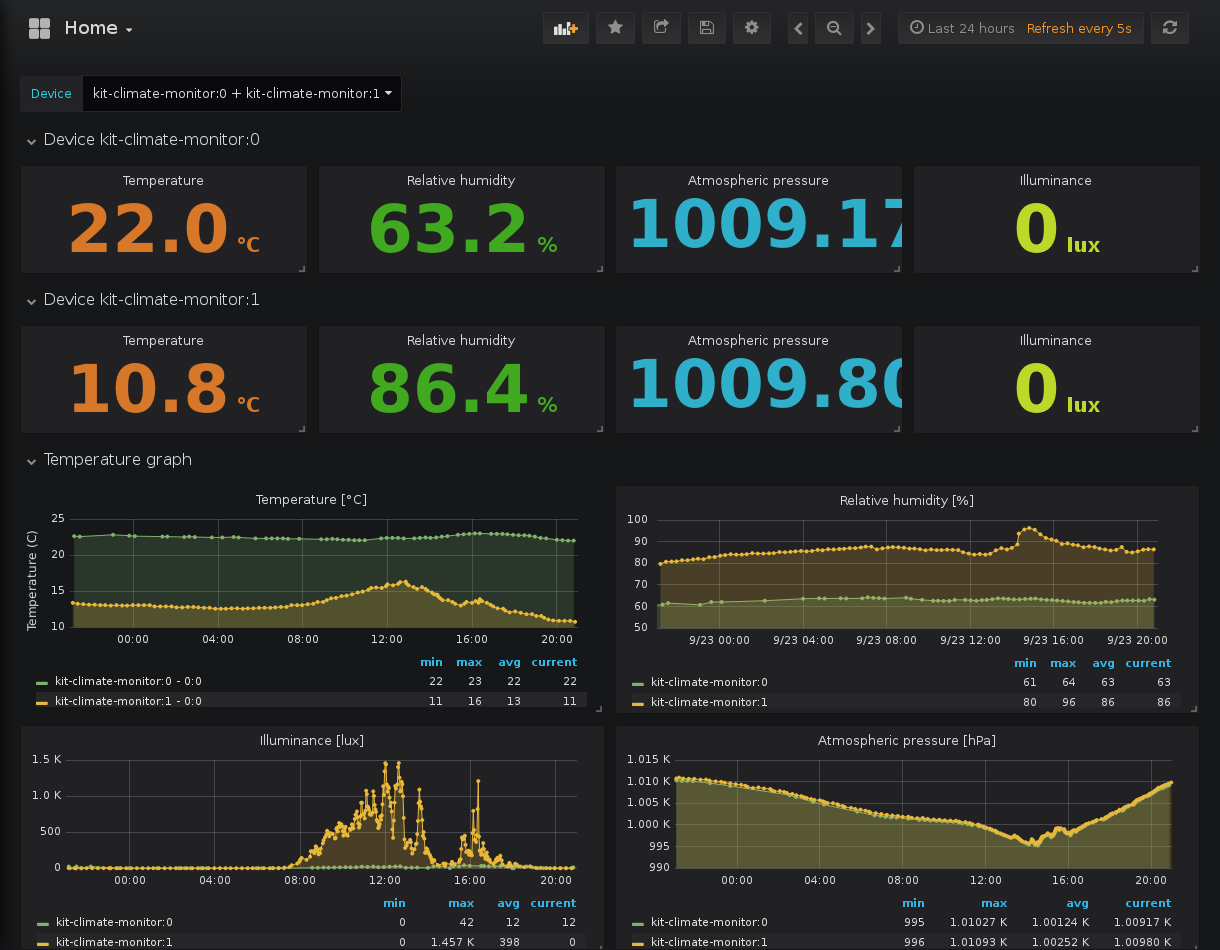 Home
Last 24 hours Refresh every 5s
Device kit-climate-monitor:0 + kit-climate-monitor:1
Device kit-climate-monitor:0
Temperature Relative humidity Atmospheric pressure Illuminance
22.0 °C 63.2 % 1009.17 0 lux
Device kit-climate-monitor:1
Temperature Relative humidity Atmospheric pressure Illuminance
10.8 °C 86.4 % 1009.80 0 lux
Temperature graph
Temperature [°C]
Temperature (C)
25
20
15
10
00:00 04:00 08:00 12:00 16:00 20:00
min max avg current
kit-climate-monitor:0 - 0:0 22 23 22 22
kit-climate-monitor:1 - 0:0 11 16 13 11
Relative humidity [%]
100
90
80
70
60
50
9/23 00:00 9/23 04:00 9/23 08:00 9/23 12:00 9/23 16:00 9/23 20:00
min max avg current
kit-climate-monitor:0 61 64 63 63
kit-climate-monitor:1 80 96 86 86
Illuminance [lux]
1.5 K
1.0 K
500
0
00:00 04:00 08:00 12:00 16:00 20:00
min max avg current
kit-climate-monitor:0 0 42 12 12
kit-climate-monitor:1 0 1.457 K 398 0
Atmospheric pressure [hPa]
1.015 K
1.010 K
1.005 K
1.000 K
995
990
00:00 04:00 08:00 12:00 16:00 20:00
min max avg current
kit-climate-monitor:0 995 1.01027 K 1.00124 K 1.00917 K
kit-climate-monitor:1 996 1.01093 K 1.00252 K 1.00980 K